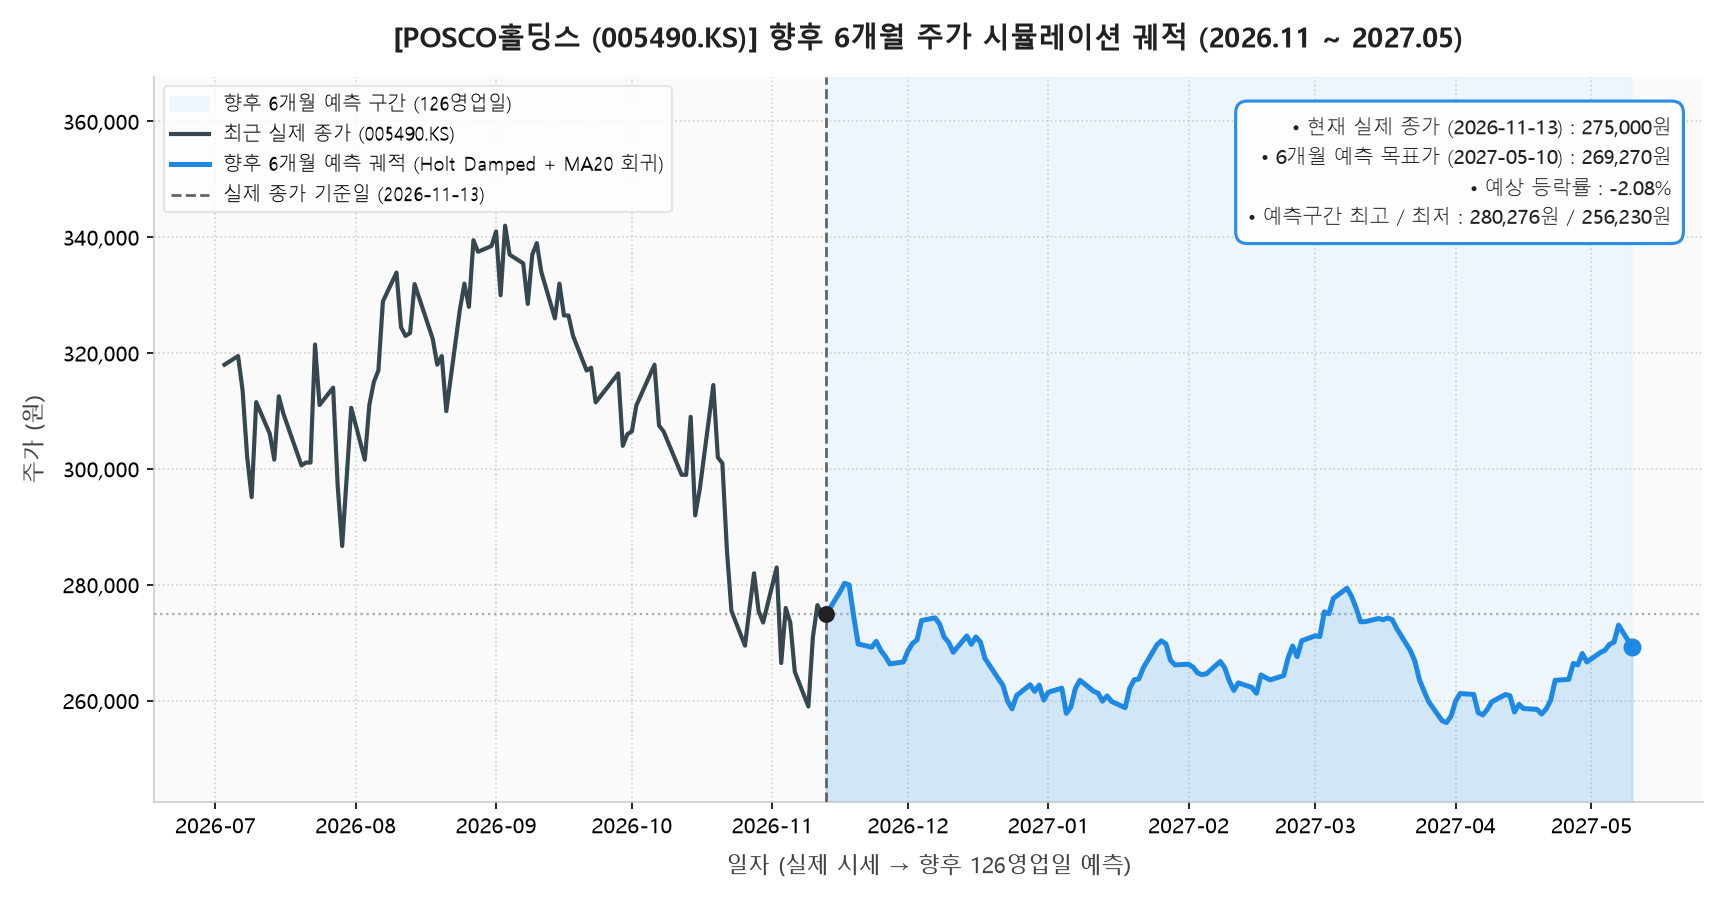 [POSCO홀딩스 (005490.KS)] 향후 6개월 주가 시뮬레이션 궤적 (2026.11 ~ 2027.05)
향후 6개월 예측 구간 (126영업일)
최근 실제 종가 (005490.KS)
향후 6개월 예측 궤적 (Holt Damped + MA20 회귀)
실제 종가 기준일 (2026-11-13)
• 현재 실제 종가 (2026-11-13) : 275,000원
• 6개월 예측 목표가 (2027-05-10) : 269,270원
• 예상 등락률 : -2.08%
• 예측구간 최고 / 최저 : 280,276원 / 256,230원
주가 (원)
360,000
340,000
320,000
300,000
280,000
260,000
2026-07
2026-08
2026-09
2026-10
2026-11
2026-12
2027-01
2027-02
2027-03
2027-04
2027-05
일자 (실제 시세 → 향후 126영업일 예측)